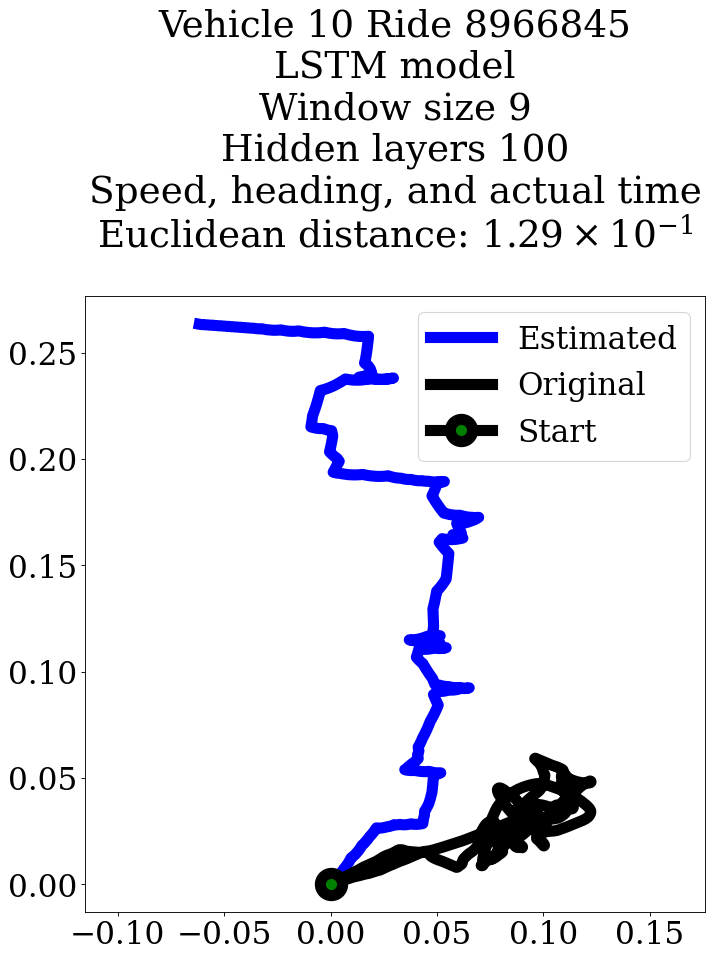 Vehicle 10 Ride 8966845
LSTM model
Window size 9
Hidden layers 100
Speed, heading, and actual time
Euclidean distance: 1.29 × 10⁻¹
Estimated
Original
Start
0.25
0.20
0.15
0.10
0.05
0.00
−0.10 −0.05 0.00 0.05 0.10 0.15